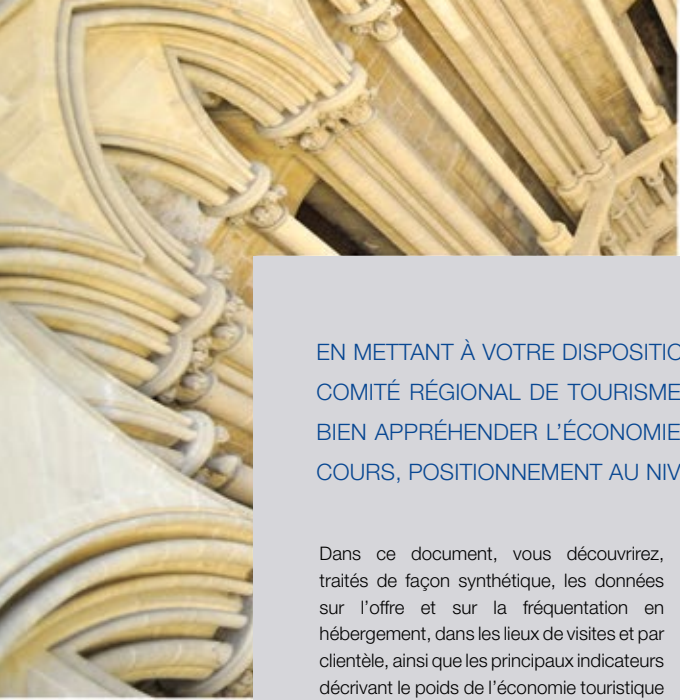 EN METTANT À VOTRE DISPOSITIO
COMITÉ RÉGIONAL DE TOURISME
BIEN APPRÉHENDER L'ÉCONOMIE
COURS, POSITIONNEMENT AU NIV
Dans ce document, vous découvrirez,
traités de façon synthétique, les données
sur l'offre et sur la fréquentation en
hébergement, dans les lieux de visites et par
clientèle, ainsi que les principaux indicateurs
décrivant le poids de l'économie touristique